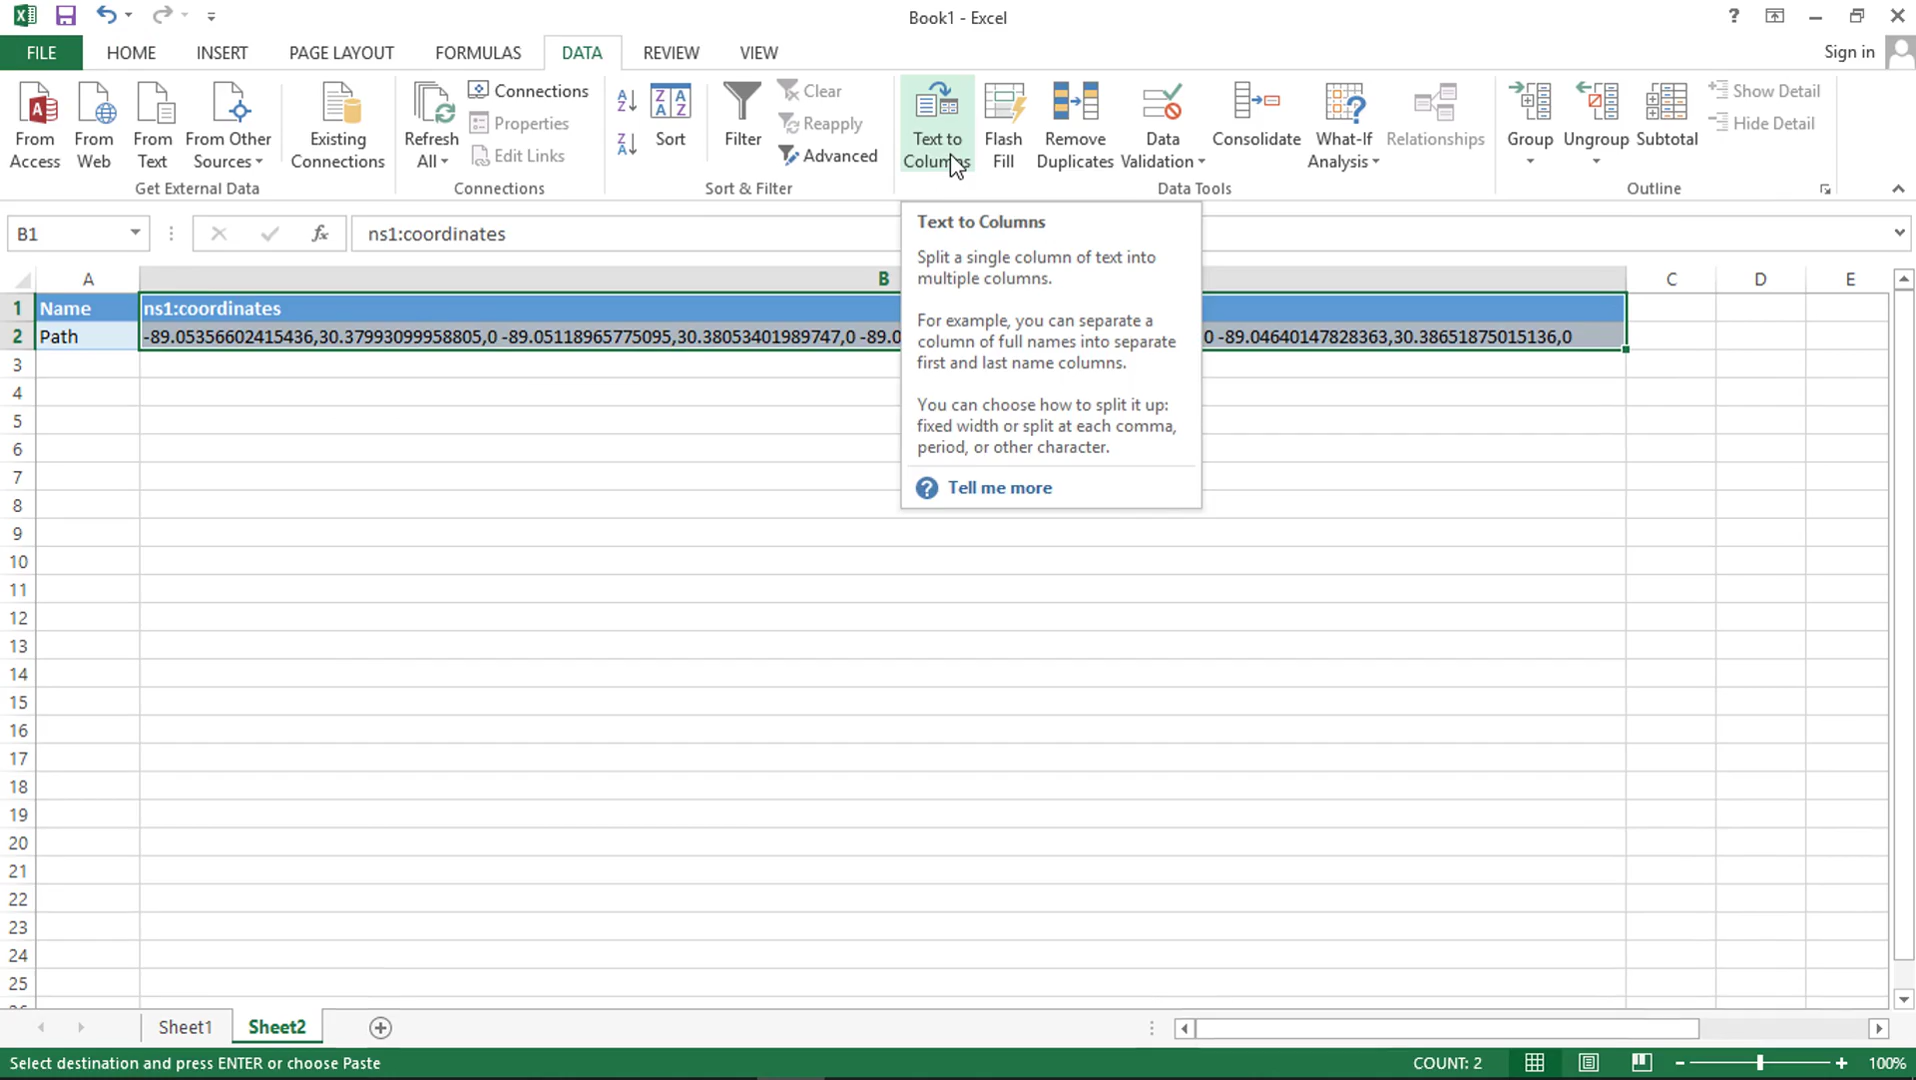 Book1 - Excel
FILE HOME INSERT PAGE LAYOUT FORMULAS DATA REVIEW VIEW
Sign in
From Access
From Web
From Text
From Other Sources
Get External Data
Existing Connections
Refresh All
Connections
Properties
Edit Links
Connections
Sort
Filter
Clear
Reapply
Advanced
Sort & Filter
Text to Columns
Flash Fill
Remove Duplicates
Data Validation
Consolidate
What-If Analysis
Relationships
Data Tools
Group
Ungroup
Subtotal
Show Detail
Hide Detail
Outline
B1
fx
ns1:coordinates
Text to Columns
Split a single column of text into
multiple columns.
For example, you can separate a
column of full names into separate
first and last name columns.
You can choose how to split it up:
fixed width or split at each comma,
period, or other character.
Tell me more
A B C D E
1 Name ns1:coordinates
2 Path -89.05356602415436,30.37993099958805,0 -89.05118965775095,30.38053401989747,0 -89.0 0 -89.04640147828363,30.38651875015136,0
3
4
5
6
7
8
9
10
11
12
13
14
15
16
17
18
19
20
21
22
23
24
25
Sheet1 Sheet2
Select destination and press ENTER or choose Paste
COUNT: 2
100%